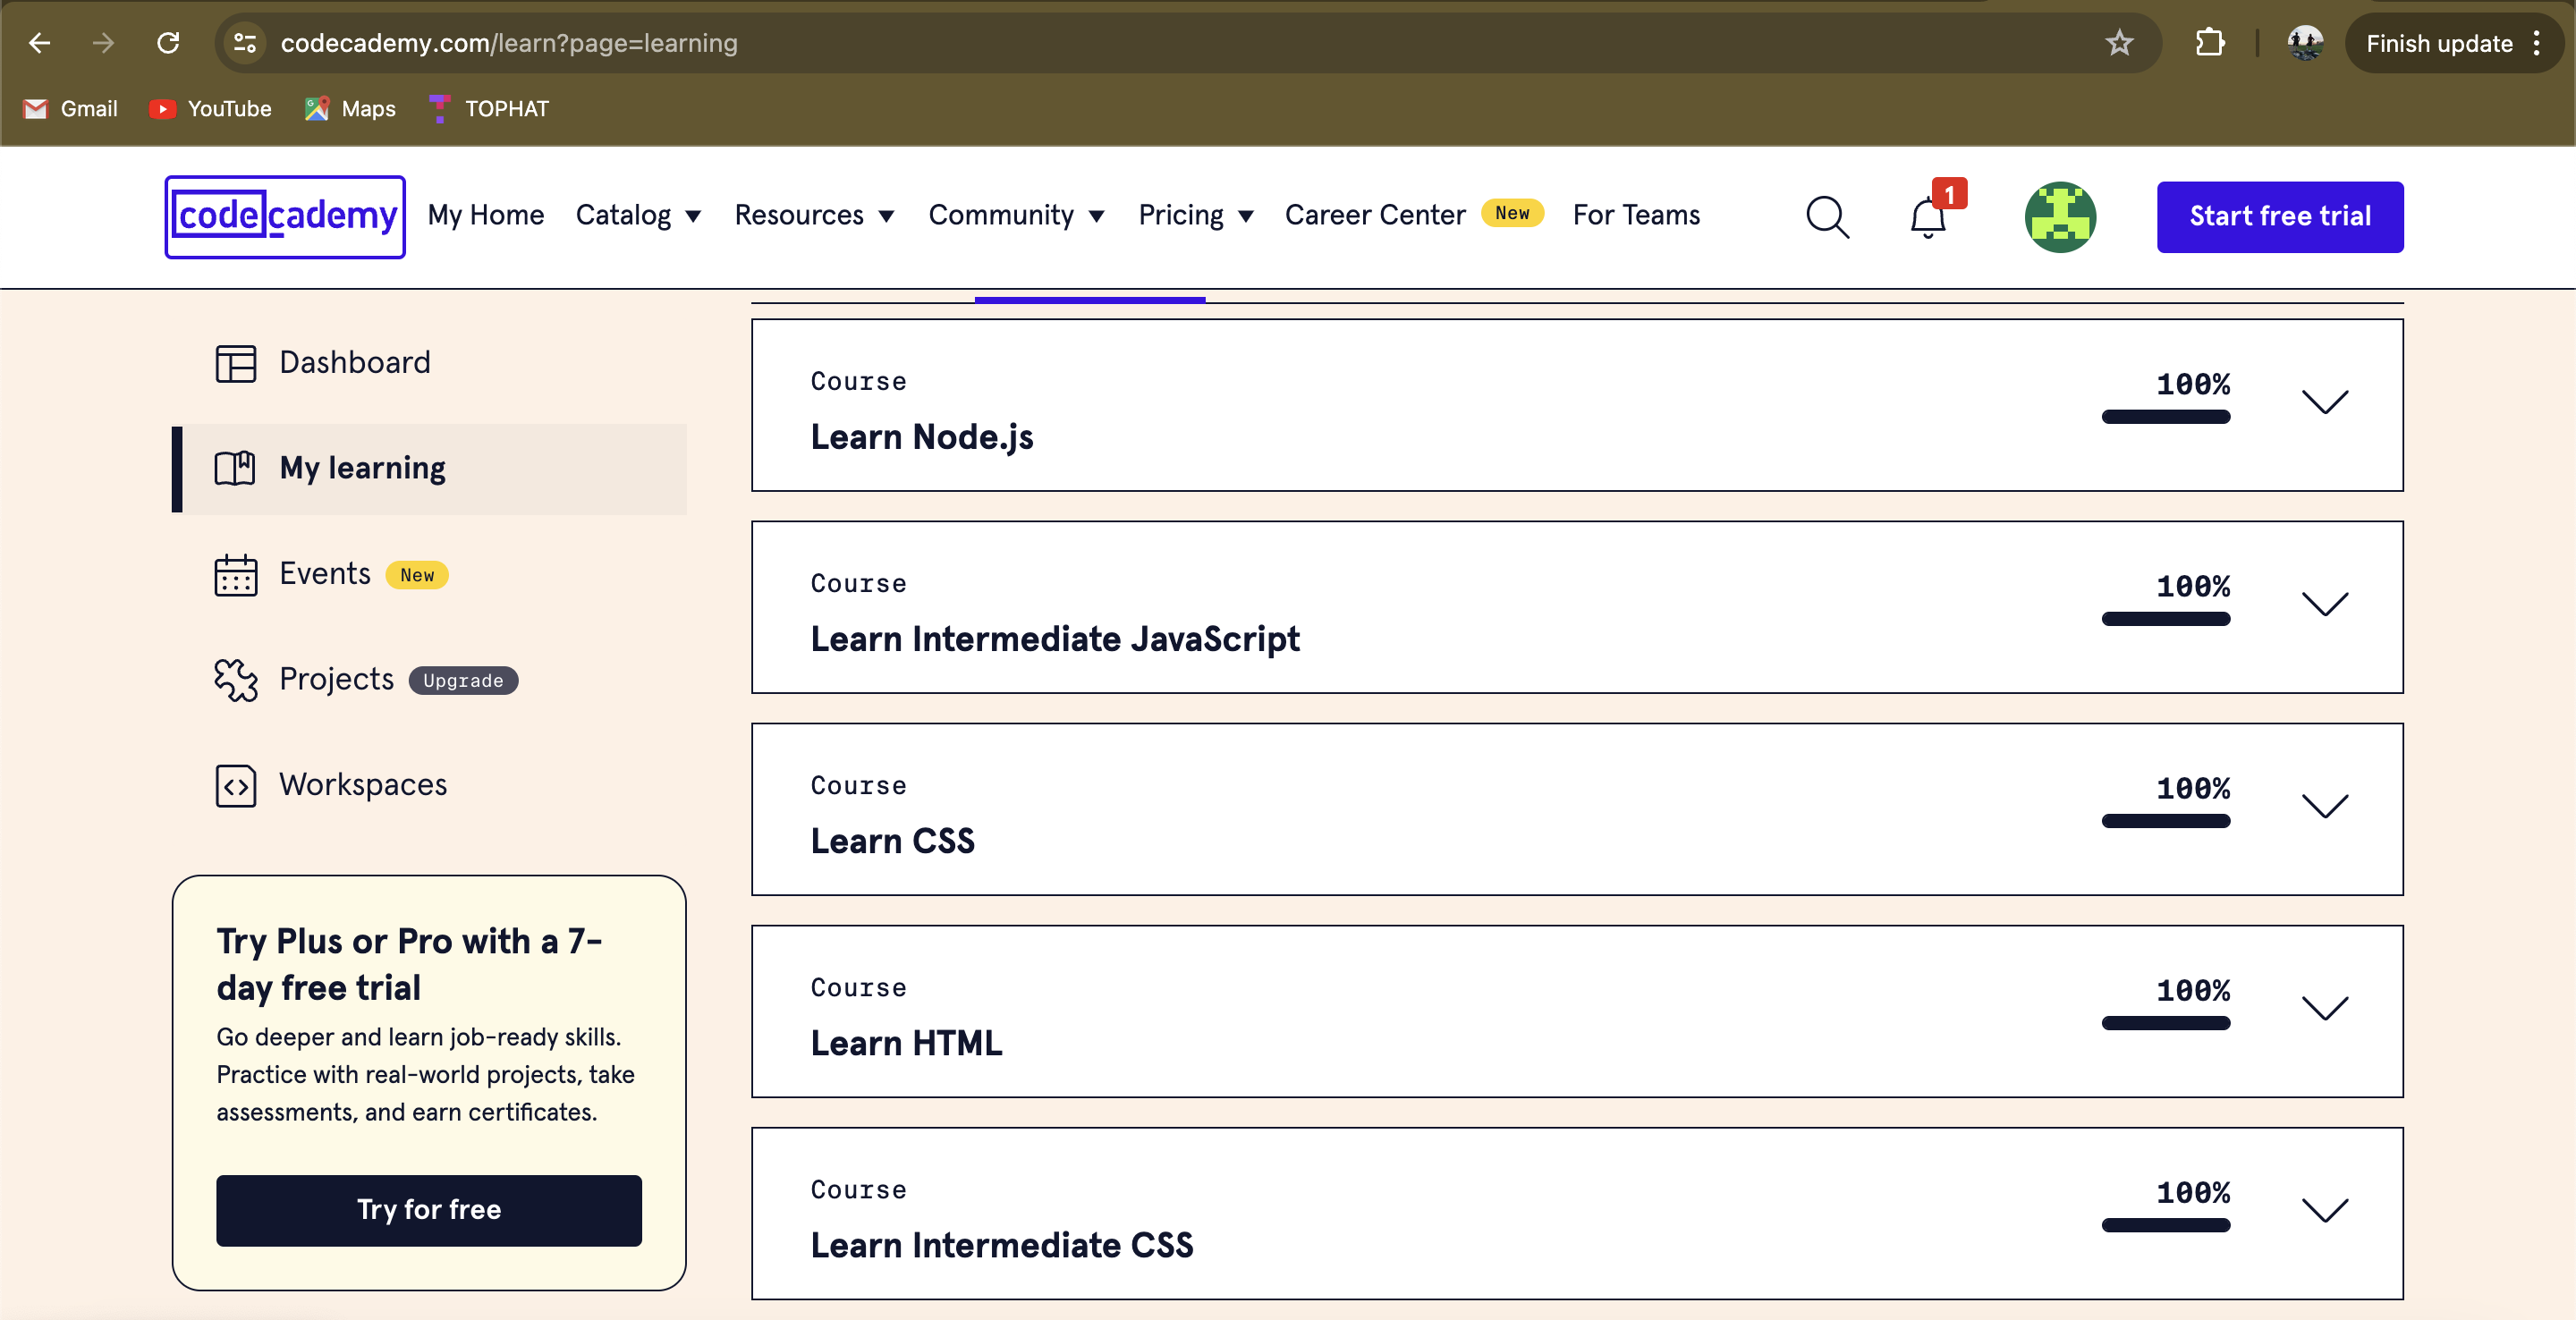 codecademy.com/learn?page=learning
Finish update
Gmail YouTube Maps TOPHAT
codecademy My Home Catalog Resources Community Pricing Career Center New For Teams 1 Start free trial
Dashboard
My learning
Events New
Projects Upgrade
Workspaces
Try Plus or Pro with a 7-
day free trial
Go deeper and learn job-ready skills.
Practice with real-world projects, take
assessments, and earn certificates.
Try for free
Course
Learn Node.js
100%
Course
Learn Intermediate JavaScript
100%
Course
Learn CSS
100%
Course
Learn HTML
100%
Course
Learn Intermediate CSS
100%